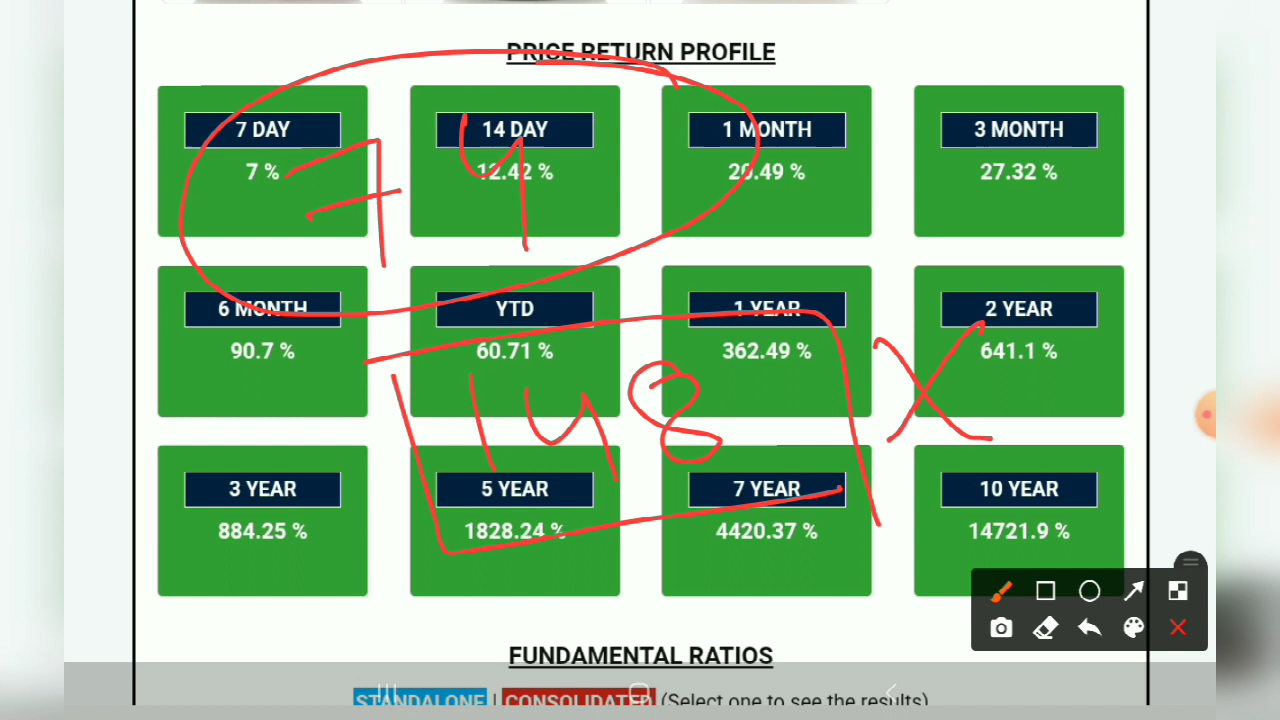 PRICE RETURN PROFILE
7 DAY 14 DAY 1 MONTH 3 MONTH
7 % 12.42 % 20.49 % 27.32 %
6 MONTH YTD 1 YEAR 2 YEAR
90.7 % 60.71 % 362.49 % 641.1 %
3 YEAR 5 YEAR 7 YEAR 10 YEAR
884.25 % 1828.24 % 4420.37 % 14721.9 %
FUNDAMENTAL RATIOS
STANDALONE | CONSOLIDATED (Select one to see the results)